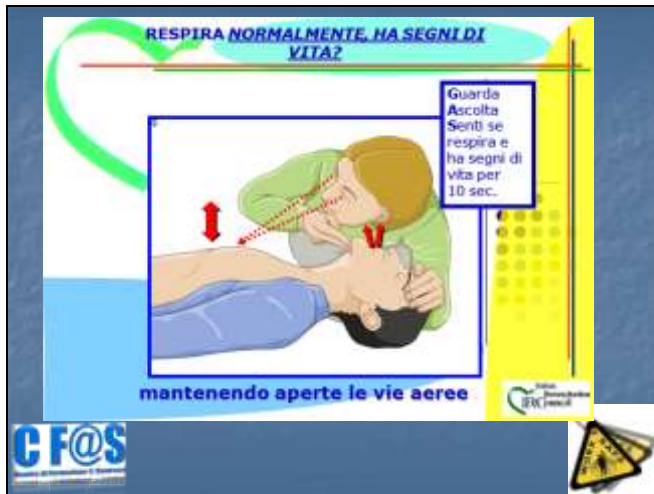 RESPIRA NORMALMENTE, HA SEGNI DI
VITA?
Guarda
Ascolta
Senti se
respira e
ha segni di
vita per
10 sec.
mantenendo aperte le vie aeree
C F@S